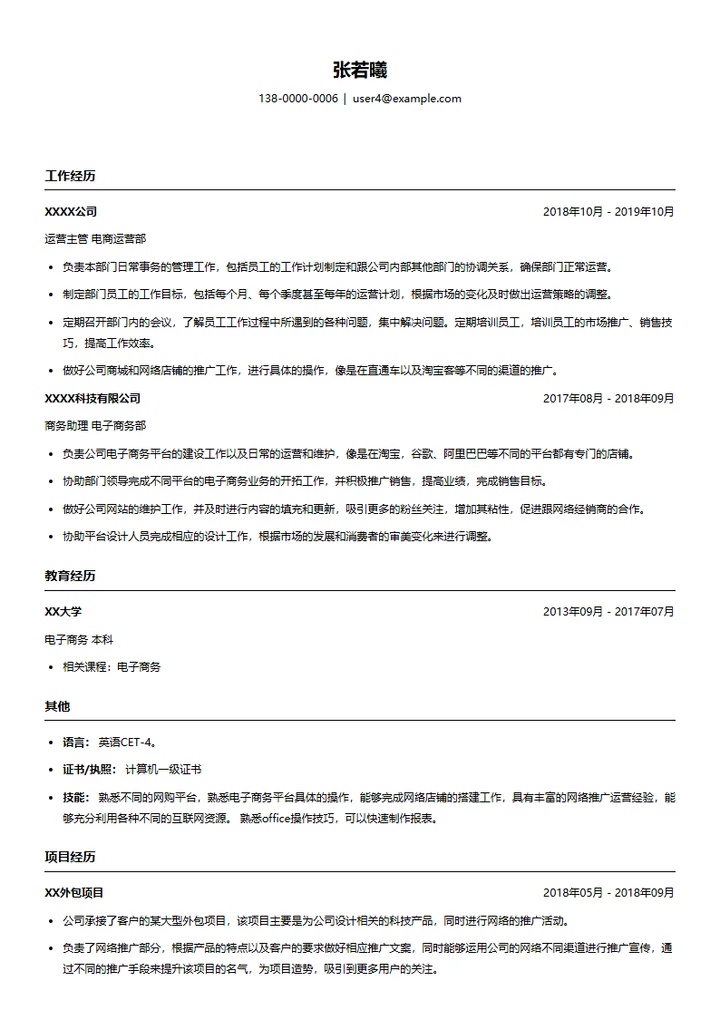 张若曦
138-0000-0006 | user4@example.com
工作经历
XXXX公司 2018年10月 - 2019年10月
运营主管 电商运营部
• 负责本部门日常事务的管理工作，包括员工的工作计划制定和跟公司内部其他部门的协调关系，确保部门正常运营。
• 制定部门员工的工作目标，包括每个月、每个季度甚至每年的运营计划，根据市场的变化及时做出运营策略的调整。
• 定期召开部门内的会议，了解员工工作过程中所遇到的各种问题，集中解决问题。定期培训员工，培训员工的市场推广、销售技
巧，提高工作效率。
• 做好公司商城和网络店铺的推广工作，进行具体的操作，像是在直通车以及淘宝客等不同的渠道的推广。
XXXX科技有限公司 2017年08月 - 2018年09月
商务助理 电子商务部
• 负责公司电子商务平台的建设工作以及日常的运营和维护，像是在淘宝，谷歌、阿里巴巴等不同的平台都有专门的店铺。
• 协助部门领导完成不同平台的电子商务业务的开拓工作，并积极推广销售，提高业绩，完成销售目标。
• 做好公司网站的维护工作，并及时进行内容的填充和更新，吸引更多的粉丝关注，增加其粘性，促进跟网络经销商的合作。
• 协助平台设计人员完成相应的设计工作，根据市场的发展和消费者的审美变化来进行调整。
教育经历
XX大学 2013年09月 - 2017年07月
电子商务 本科
• 相关课程：电子商务
其他
• 语言： 英语CET-4。
• 证书/执照： 计算机一级证书
• 技能： 熟悉不同的网购平台，熟悉电子商务平台具体的操作，能够完成网络店铺的搭建工作，具有丰富的网络推广运营经验，能
够充分利用各种不同的互联网资源。 熟悉office操作技巧，可以快速制作报表。
项目经历
XX外包项目 2018年05月 - 2018年09月
• 公司承接了客户的某大型外包项目，该项目主要是为公司设计相关的科技产品，同时进行网络的推广活动。
• 负责了网络推广部分，根据产品的特点以及客户的要求做好相应推广文案，同时能够运用公司的网络不同渠道进行推广宣传，通
过不同的推广手段来提升该项目的名气，为项目造势，吸引到更多用户的关注。